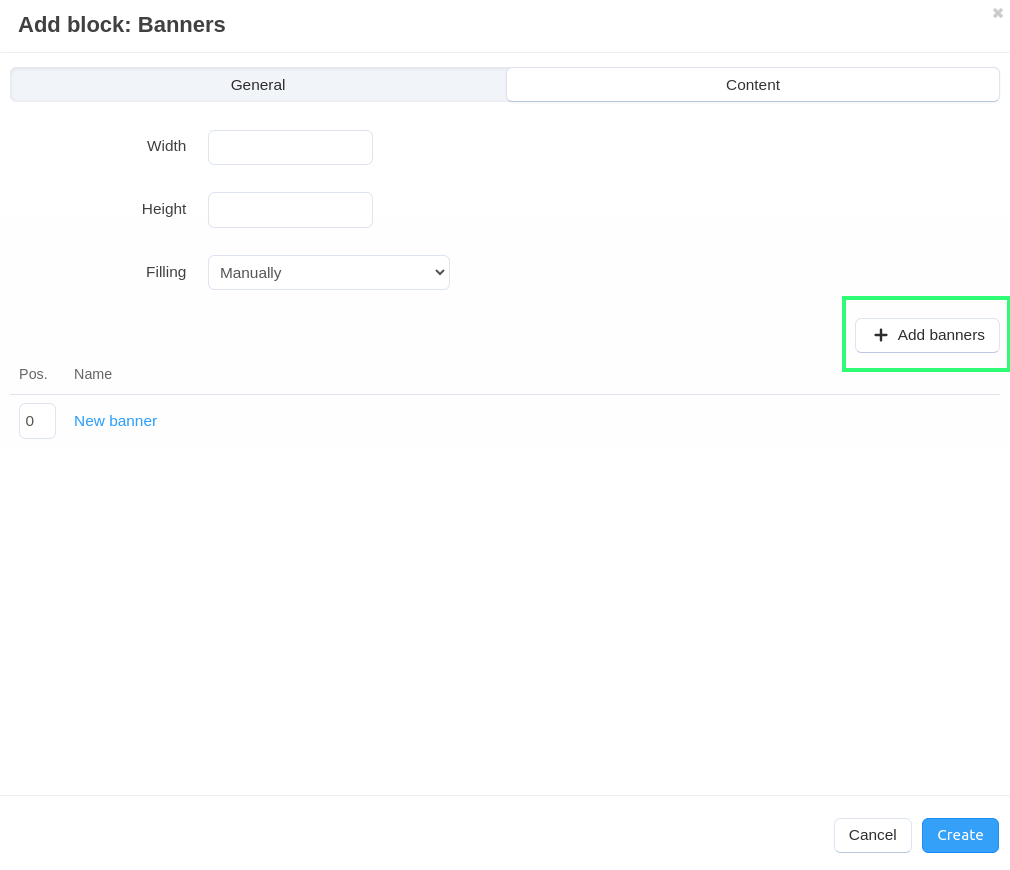 Add block: Banners
General Content
Width
Height
Filling Manually
Add banners
Pos. Name
0 New banner
Cancel Create